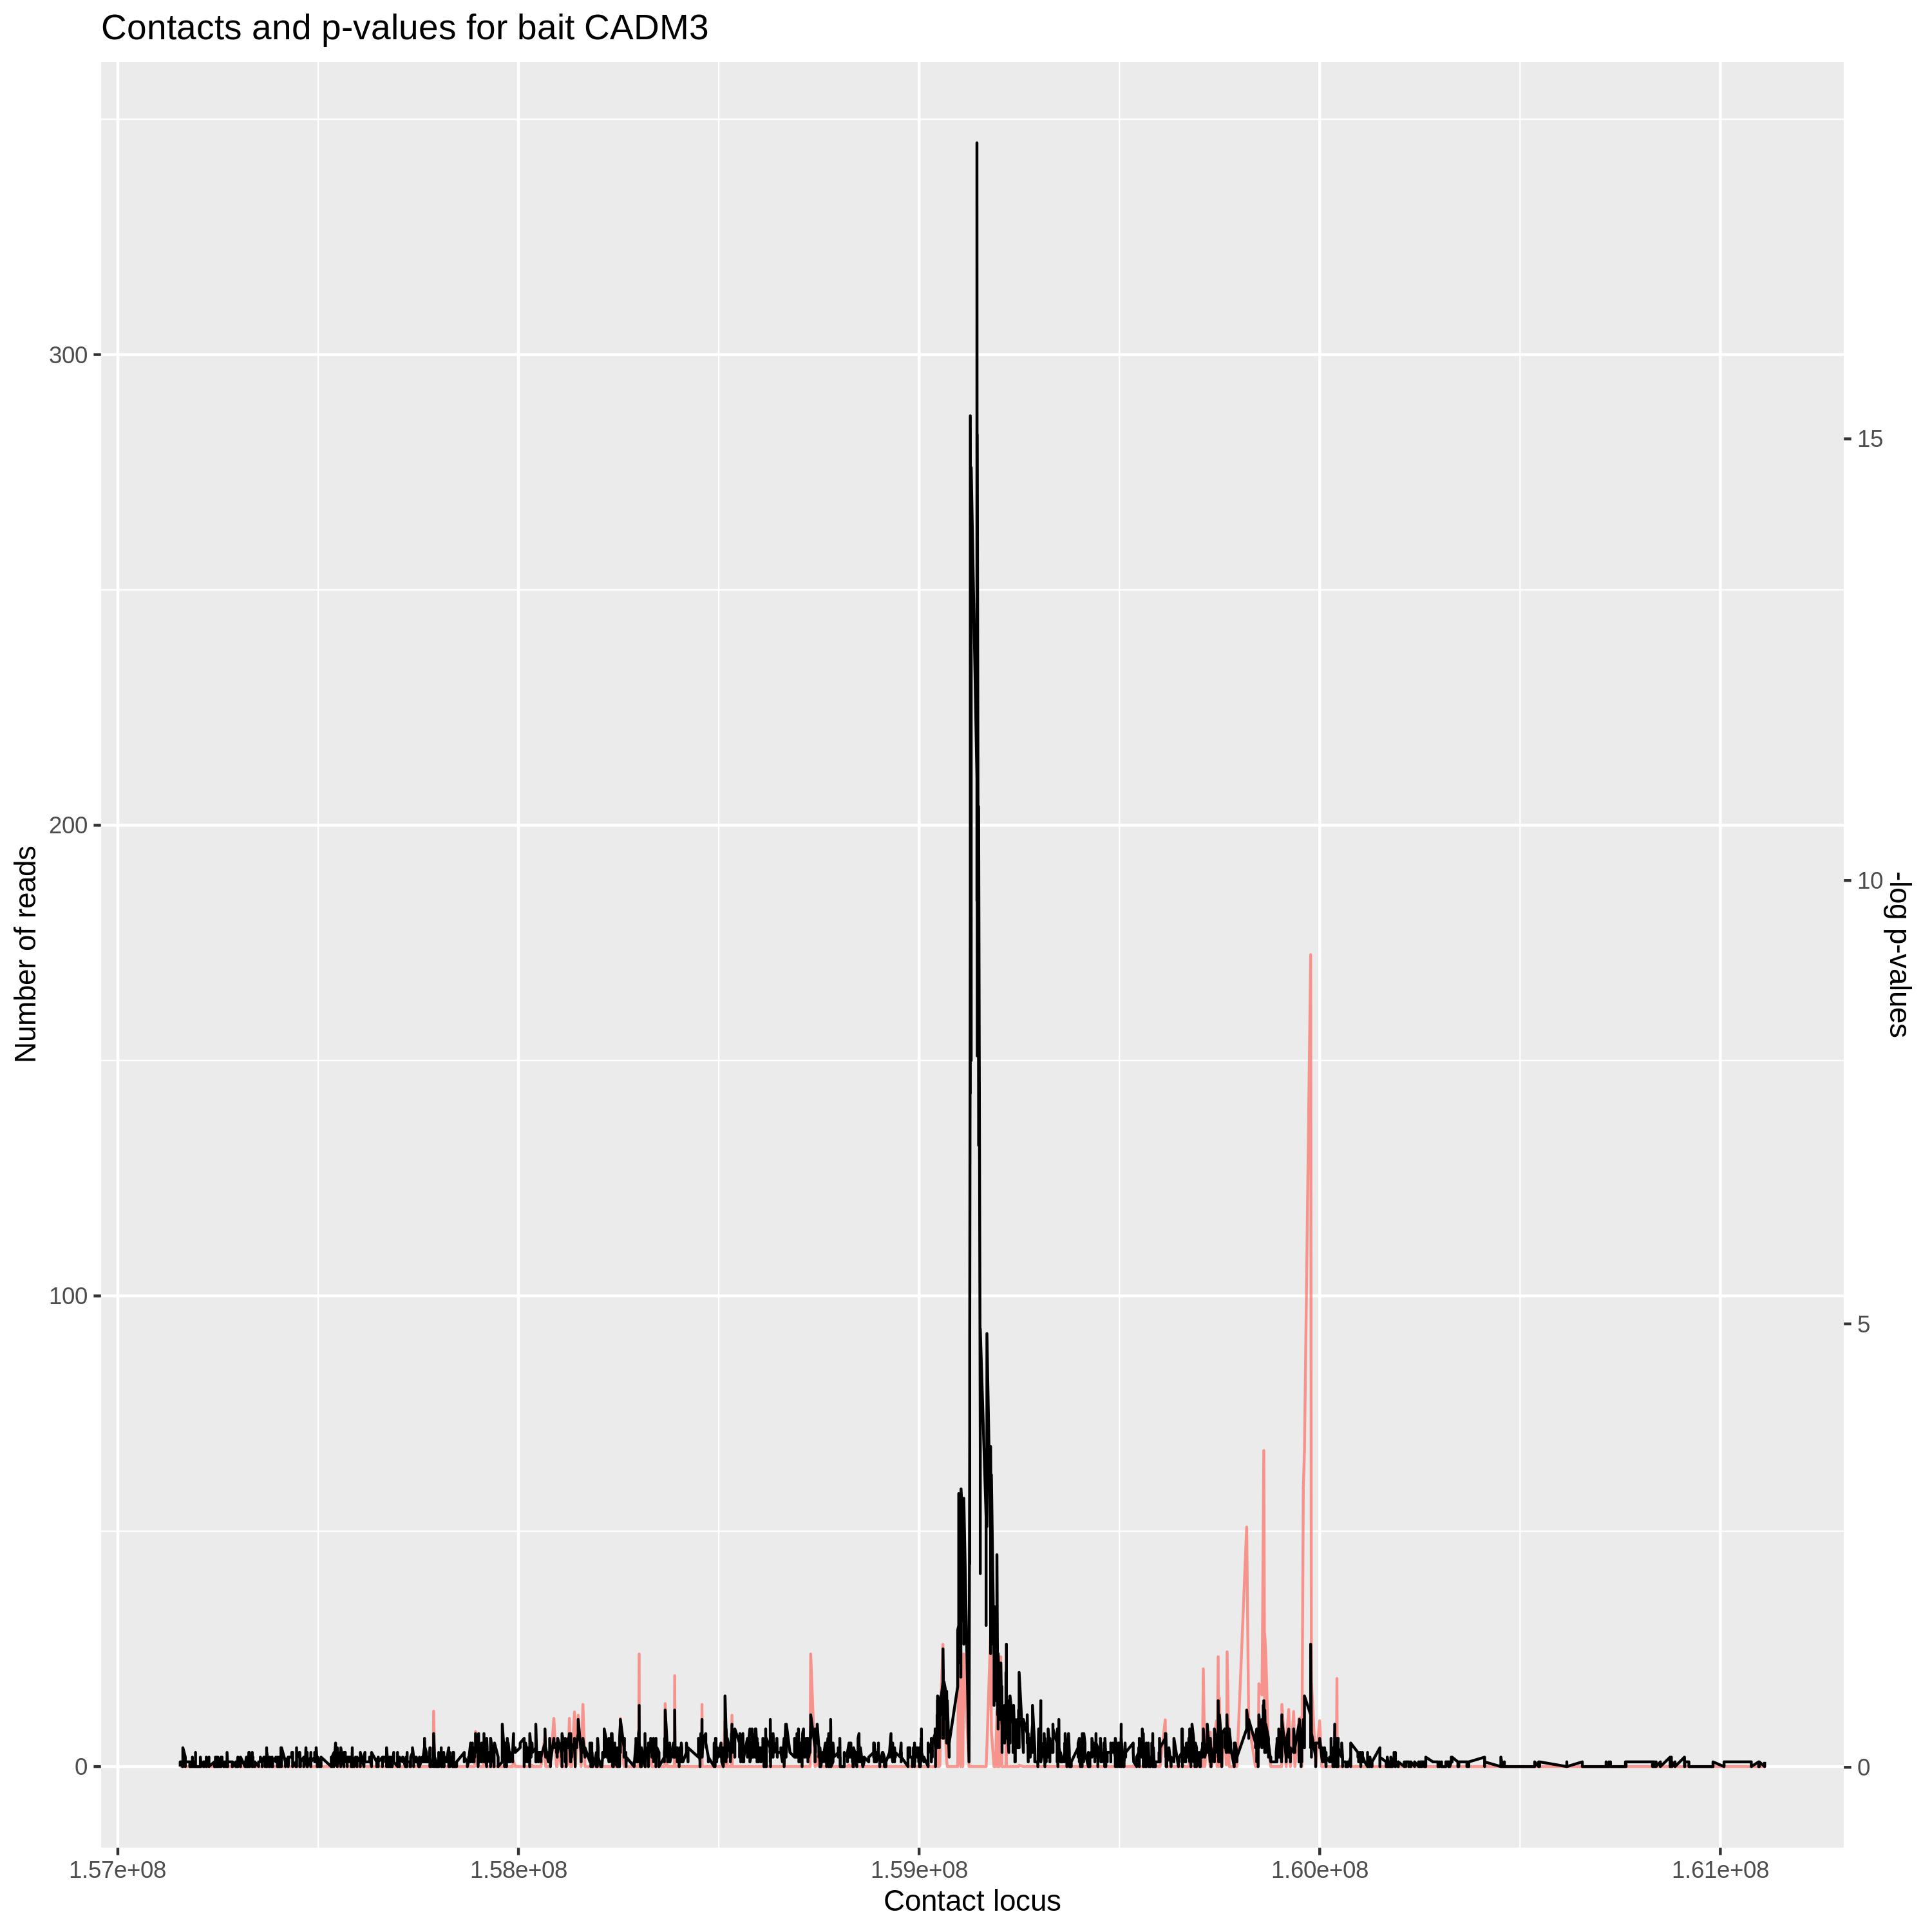 Contacts and p-values for bait CADM3
300
200
100
0
Number of reads
15
10
5
0
-log p-values
1.57e+08
1.58e+08
1.59e+08
1.60e+08
1.61e+08
Contact locus